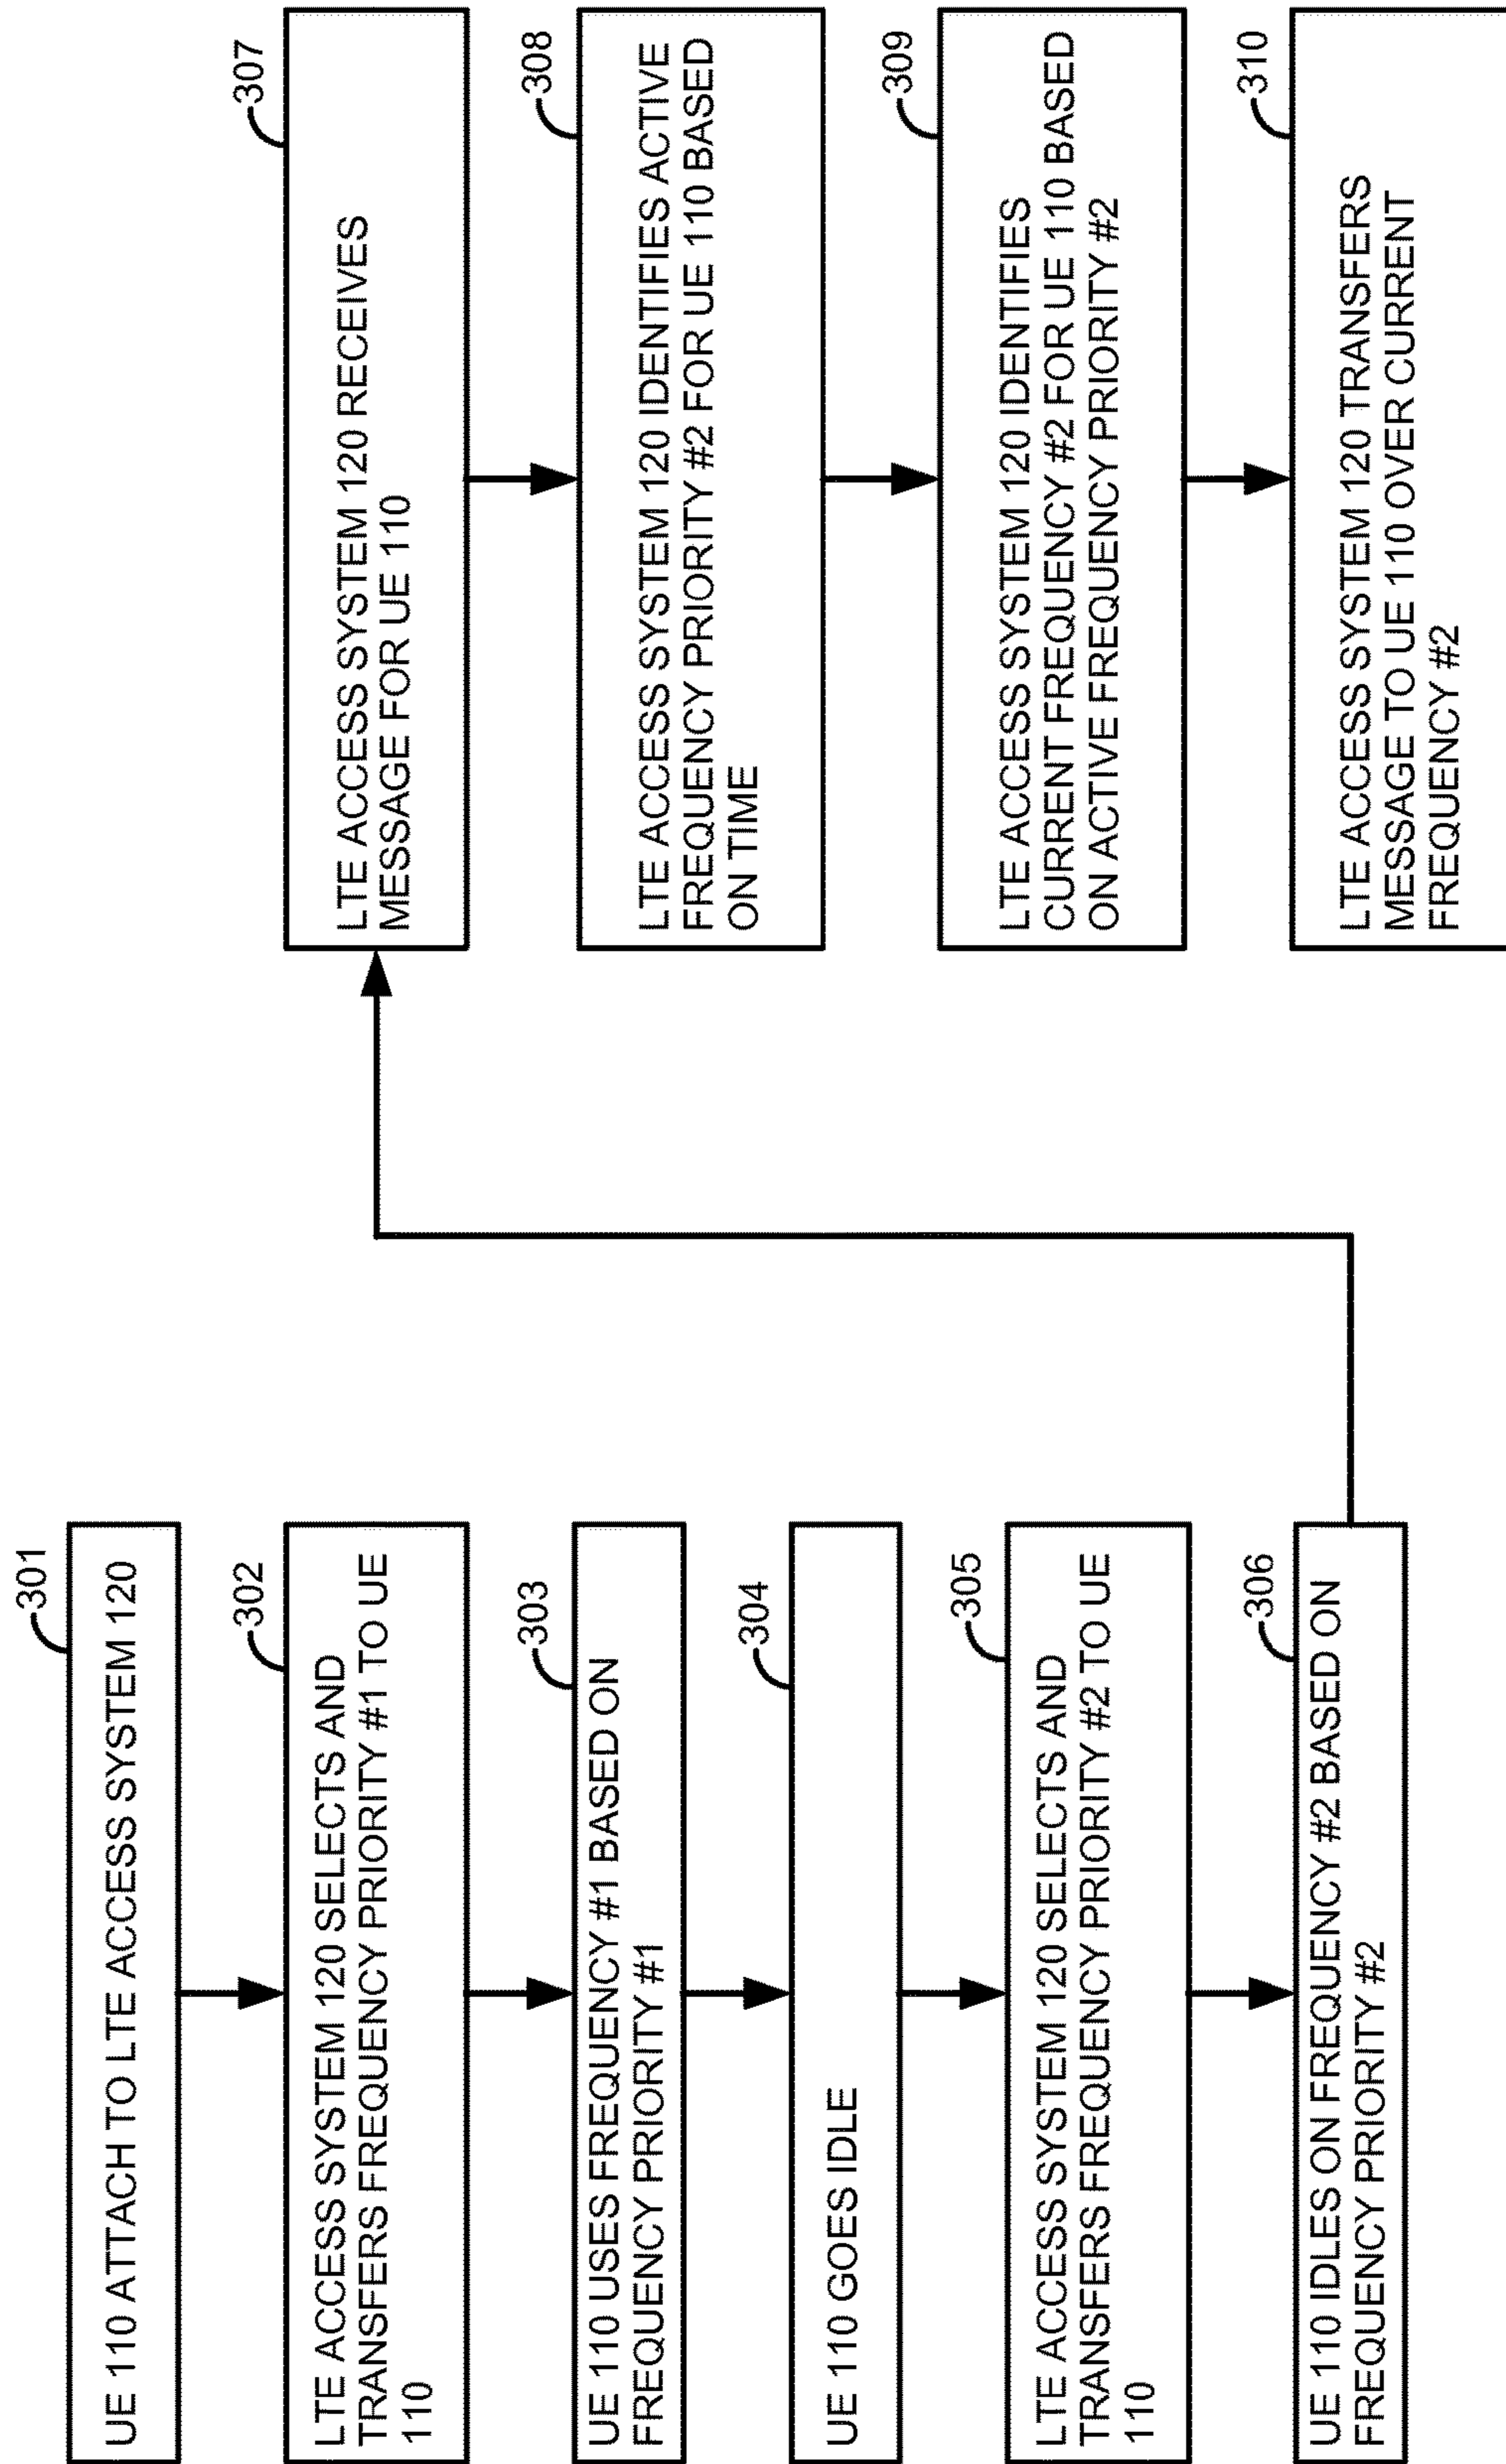 301
UE 110 ATTACH TO LTE ACCESS SYSTEM 120
302
LTE ACCESS SYSTEM 120 SELECTS AND
TRANSFERS FREQUENCY PRIORITY #1 TO UE
110
303
UE 110 USES FREQUENCY #1 BASED ON
FREQUENCY PRIORITY #1
304
UE 110 GOES IDLE
305
LTE ACCESS SYSTEM 120 SELECTS AND
TRANSFERS FREQUENCY PRIORITY #2 TO UE
110
306
UE 110 IDLES ON FREQUENCY #2 BASED ON
FREQUENCY PRIORITY #2
307
LTE ACCESS SYSTEM 120 RECEIVES
MESSAGE FOR UE 110
308
LTE ACCESS SYSTEM 120 IDENTIFIES ACTIVE
FREQUENCY PRIORITY #2 FOR UE 110 BASED
ON TIME
309
LTE ACCESS SYSTEM 120 IDENTIFIES
CURRENT FREQUENCY #2 FOR UE 110 BASED
ON ACTIVE FREQUENCY PRIORITY #2
310
LTE ACCESS SYSTEM 120 TRANSFERS
MESSAGE TO UE 110 OVER CURRENT
FREQUENCY #2